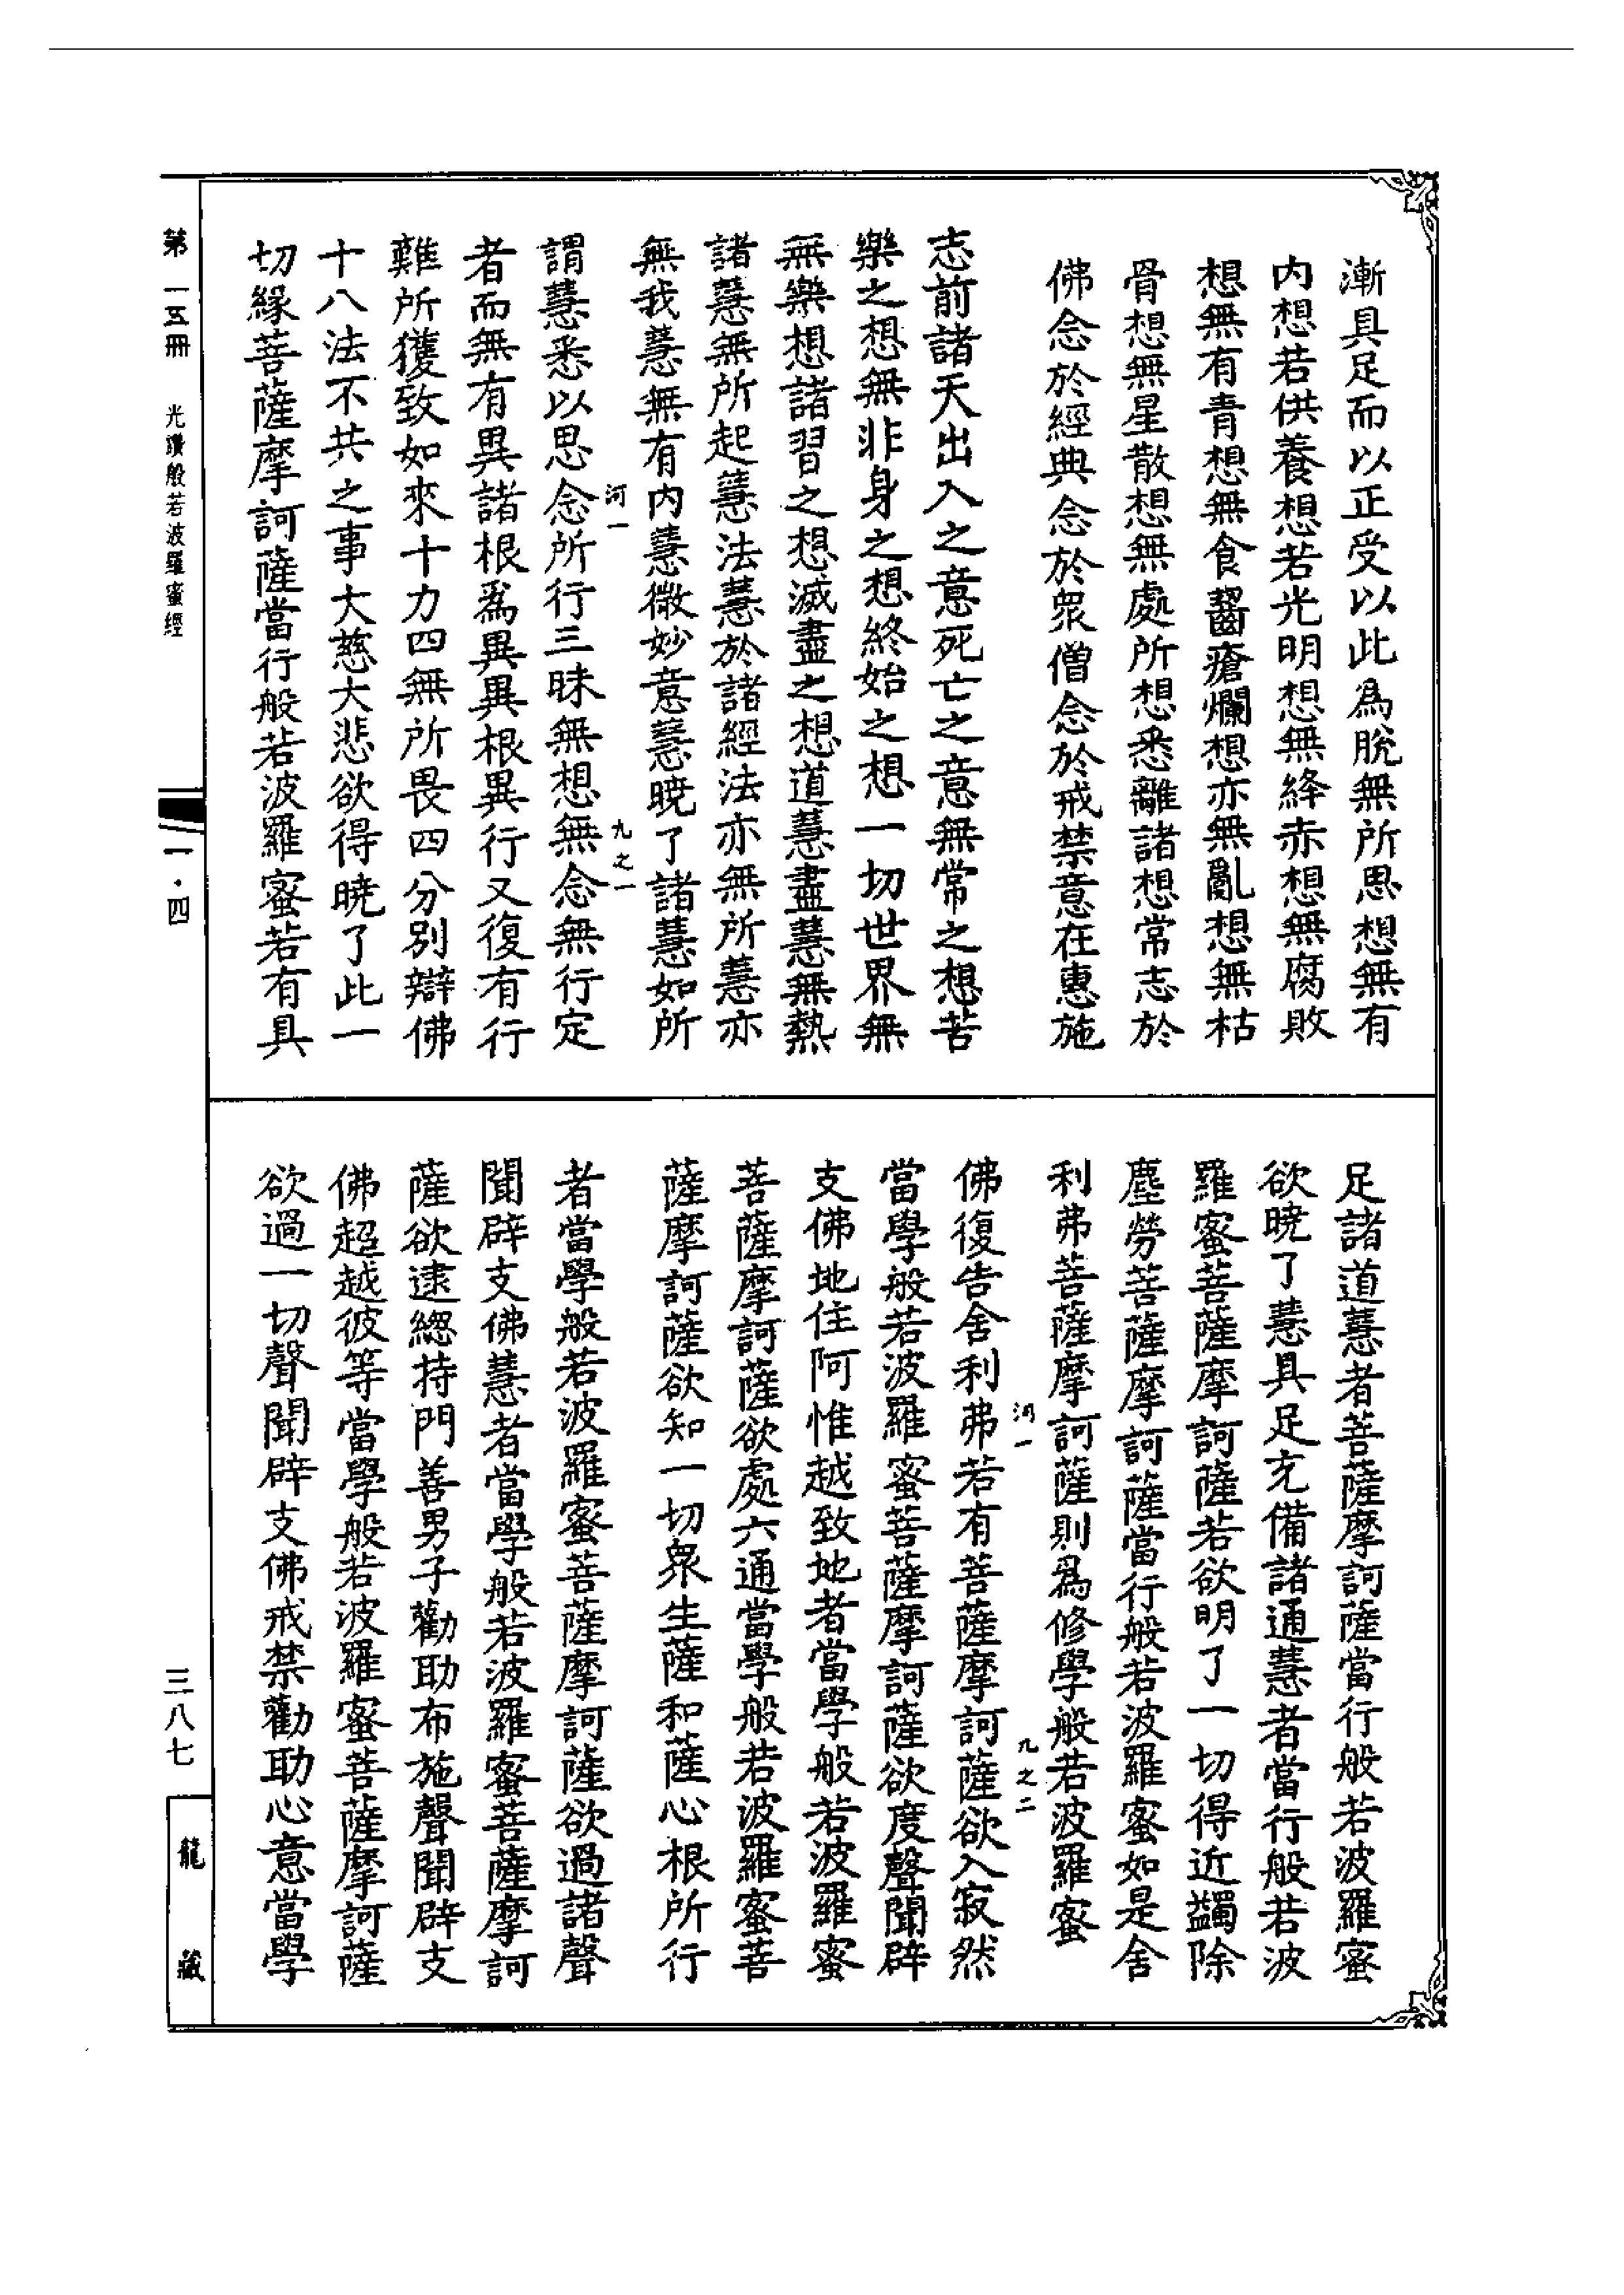 漸具足而以正受以此為脫無所思想無有
内想若供養想若光明想無絳赤想無腐敗
想無有青想無食齧瘡爛想亦無亂想無枯
骨想無星散想無處所想悉離諸想常志於
佛念於經典念於眾僧念於戒禁意在惠施
志前諸天出入之意死亡之意無常之想苦
樂之想無非身之想終始之想一切世界無
無樂想諸習之想滅盡之想道慧盡慧無熱
諸慧無所起慧法慧於諸經法亦無所慧亦
無我慧無有内慧微妙意慧曉了諸慧如所
河一
九之一
謂慧悉以思念所行三昧無想無念無行定
者而無有異諸根為異異根異行又復有行
難所獲致如來十力四無所畏四分別辯佛
十八法不共之事大慈大悲欲得曉了此一
切緣菩薩摩訶薩當行般若波羅蜜若有具
足諸道慧者菩薩摩訶薩當行般若波羅蜜
欲曉了慧具足充備諸通慧者當行般若波
羅蜜菩薩摩訶薩若欲明了一切得近蠲除
塵勞菩薩摩訶薩當行般若波羅蜜如是舍
利弗菩薩摩訶薩則為修學般若波羅蜜
河一
九之二
佛復告舍利弗若有菩薩摩訶薩欲入寂然
當學般若波羅蜜菩薩摩訶薩欲度聲聞辟
支佛地住阿惟越致地者當學般若波羅蜜
菩薩摩訶薩欲處六通當學般若波羅蜜菩
薩摩訶薩欲知一切眾生薩和薩心根所行
者當學般若波羅蜜菩薩摩訶薩欲過諸聲
聞辟支佛慧者當學般若波羅蜜菩薩摩訶
薩欲逮緫持門善男子勸助布施聲聞辟支
佛超越彼等當學般若波羅蜜菩薩摩訶薩
欲過一切聲聞辟支佛戒禁勸助心意當學
第一五冊 光讚般若波羅蜜經
一·四
三八七
龍藏